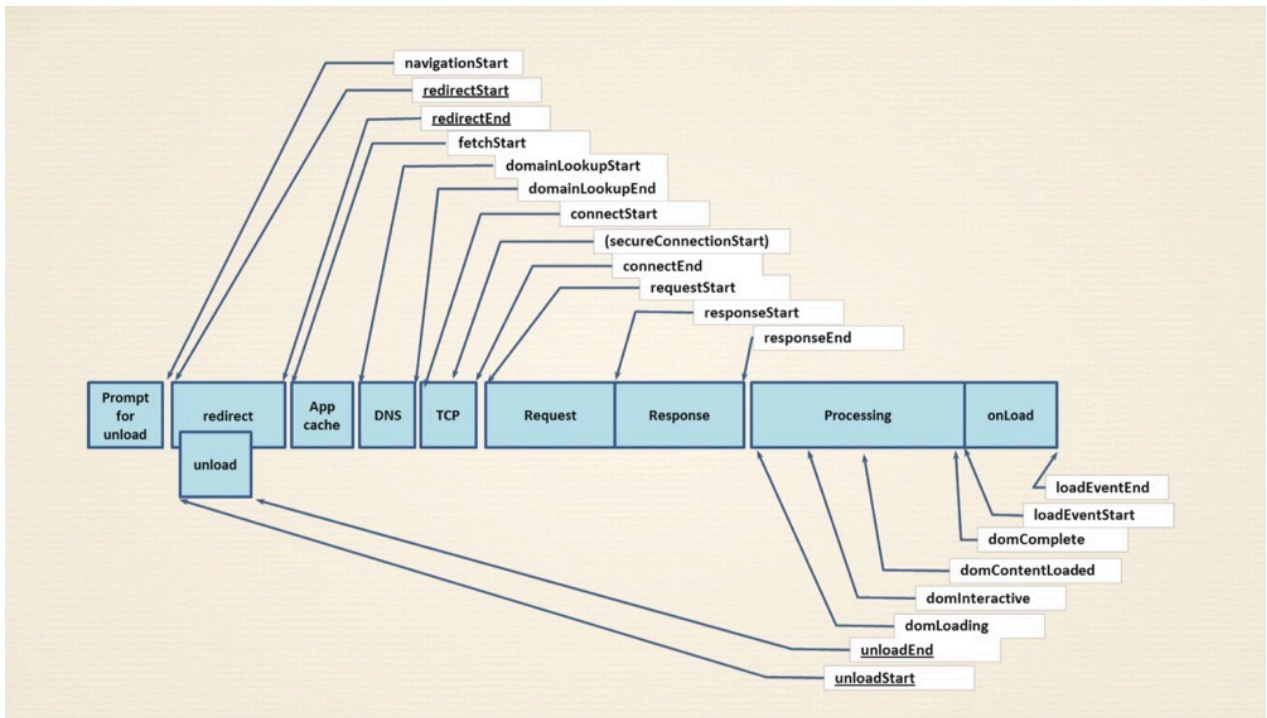 navigationStart
redirectStart
redirectEnd
fetchStart
domainLookupStart
domainLookupEnd
connectStart
(secureConnectionStart)
connectEnd
requestStart
responseStart
responseEnd
Prompt
for
unload
redirect
unload
App
cache
DNS
TCP
Request
Response
Processing
onLoad
loadEventEnd
loadEventStart
domComplete
domContentLoaded
domInteractive
domLoading
unloadEnd
unloadStart